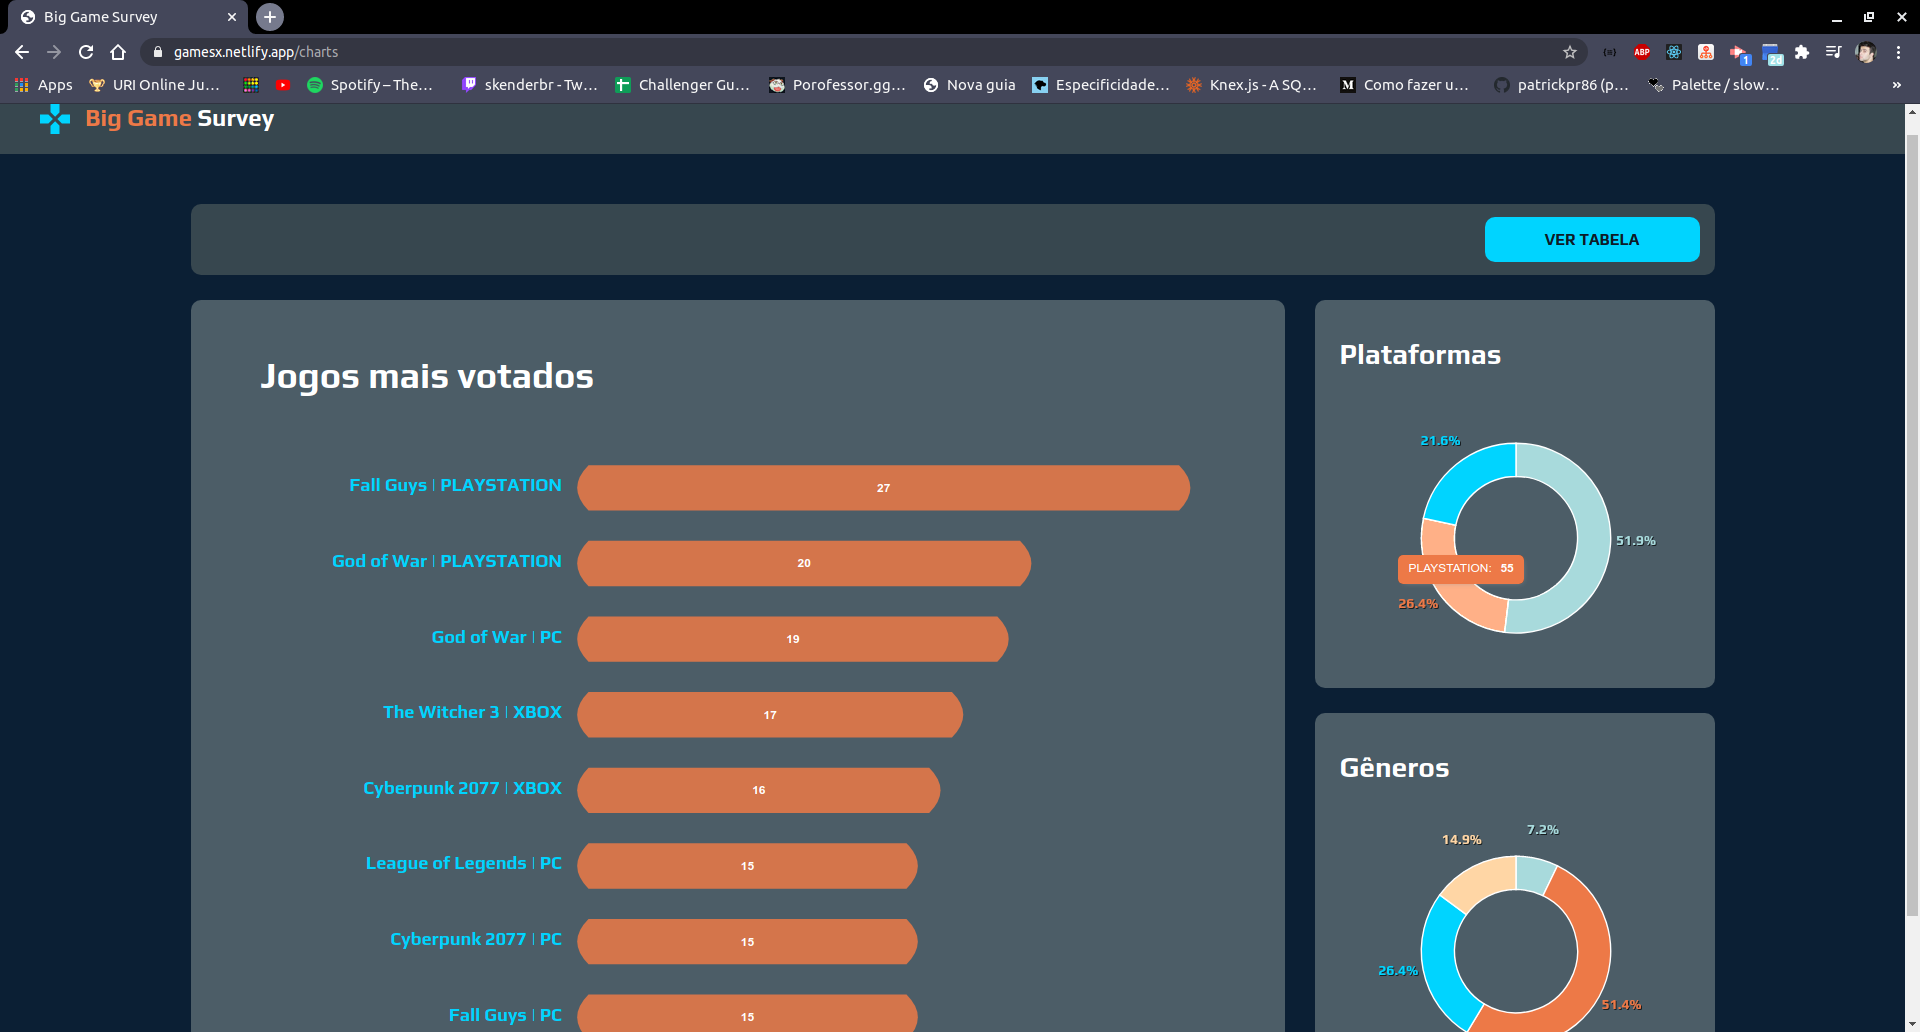 Big Game Survey
gamesx.netlify.app/charts
ABP
1
2d
Apps
URI Online Ju...
Spotify – The...
skenderbr - Tw...
Challenger Gu...
Porofessor.gg...
Nova guia
Especificidade...
Knex.js - A SQ...
Como fazer u...
patrickpr86 (p...
Palette / slow...
»
Big Game Survey
VER TABELA
Jogos mais votados
Fall Guys | PLAYSTATION 27
God of War | PLAYSTATION 20
God of War | PC 19
The Witcher 3 | XBOX 17
Cyberpunk 2077 | XBOX 16
League of Legends | PC 15
Cyberpunk 2077 | PC 15
Fall Guys | PC 15
Plataformas
21.6%
51.9%
PLAYSTATION: 55
26.4%
Gêneros
7.2%
14.9%
26.4%
51.4%